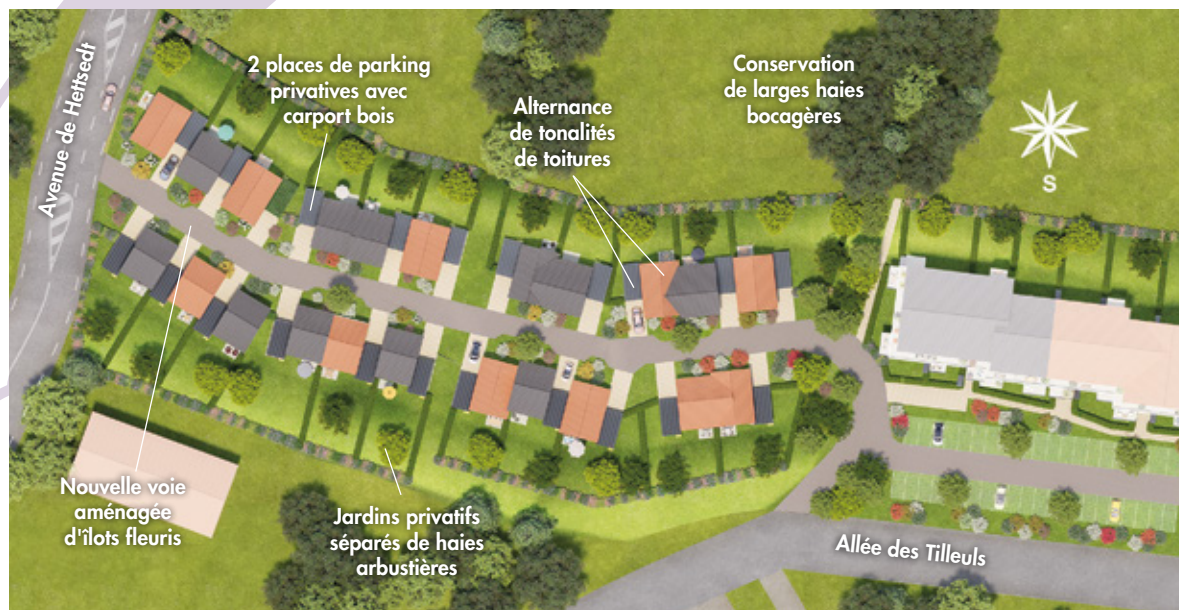 Avenue de Hettsedt
2 places de parking
privatives avec
carport bois
Alternance
de tonalités
de toitures
Conservation
de larges haies
bocagères
S
Nouvelle voie
aménagée
d'îlots fleuris
Jardins privatifs
séparés de haies
arbustières
Allée des Tilleuls